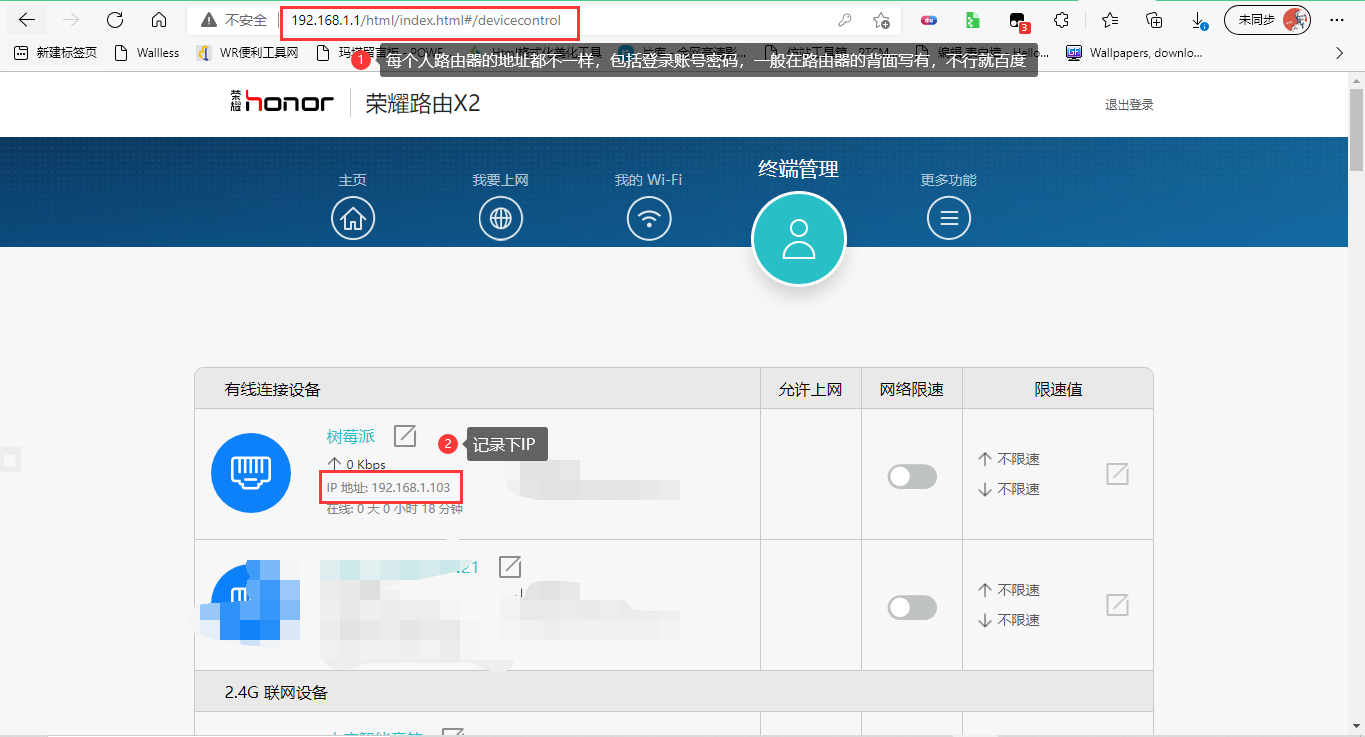 不安全 192.168.1.1/html/index.html#/devicecontrol 3 未同步
新建标签页 Wallless WR便利工具网 Wallpapers, downlo...
1 每个人路由器的地址都不一样，包括登录账号密码，一般在路由器的背面写有，不行就百度
荣耀 honor 荣耀路由X2 退出登录
主页 我要上网 我的 Wi-Fi 终端管理 更多功能
有线连接设备 允许上网 网络限速 限速值
树莓派 2 记录下IP
0 Kbps 不限速
IP 地址: 192.168.1.103 不限速
在线: 0 天 0 小时 18 分钟
.21
不限速
不限速
2.4G 联网设备